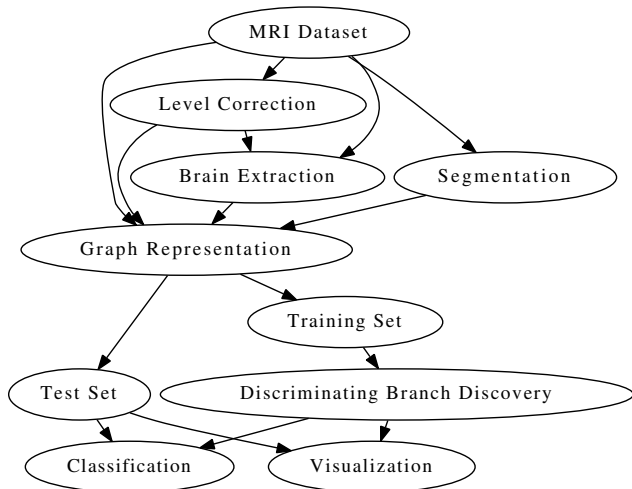 MRI Dataset
Level Correction
Brain Extraction
Segmentation
Graph Representation
Training Set
Test Set
Discriminating Branch Discovery
Classification
Visualization